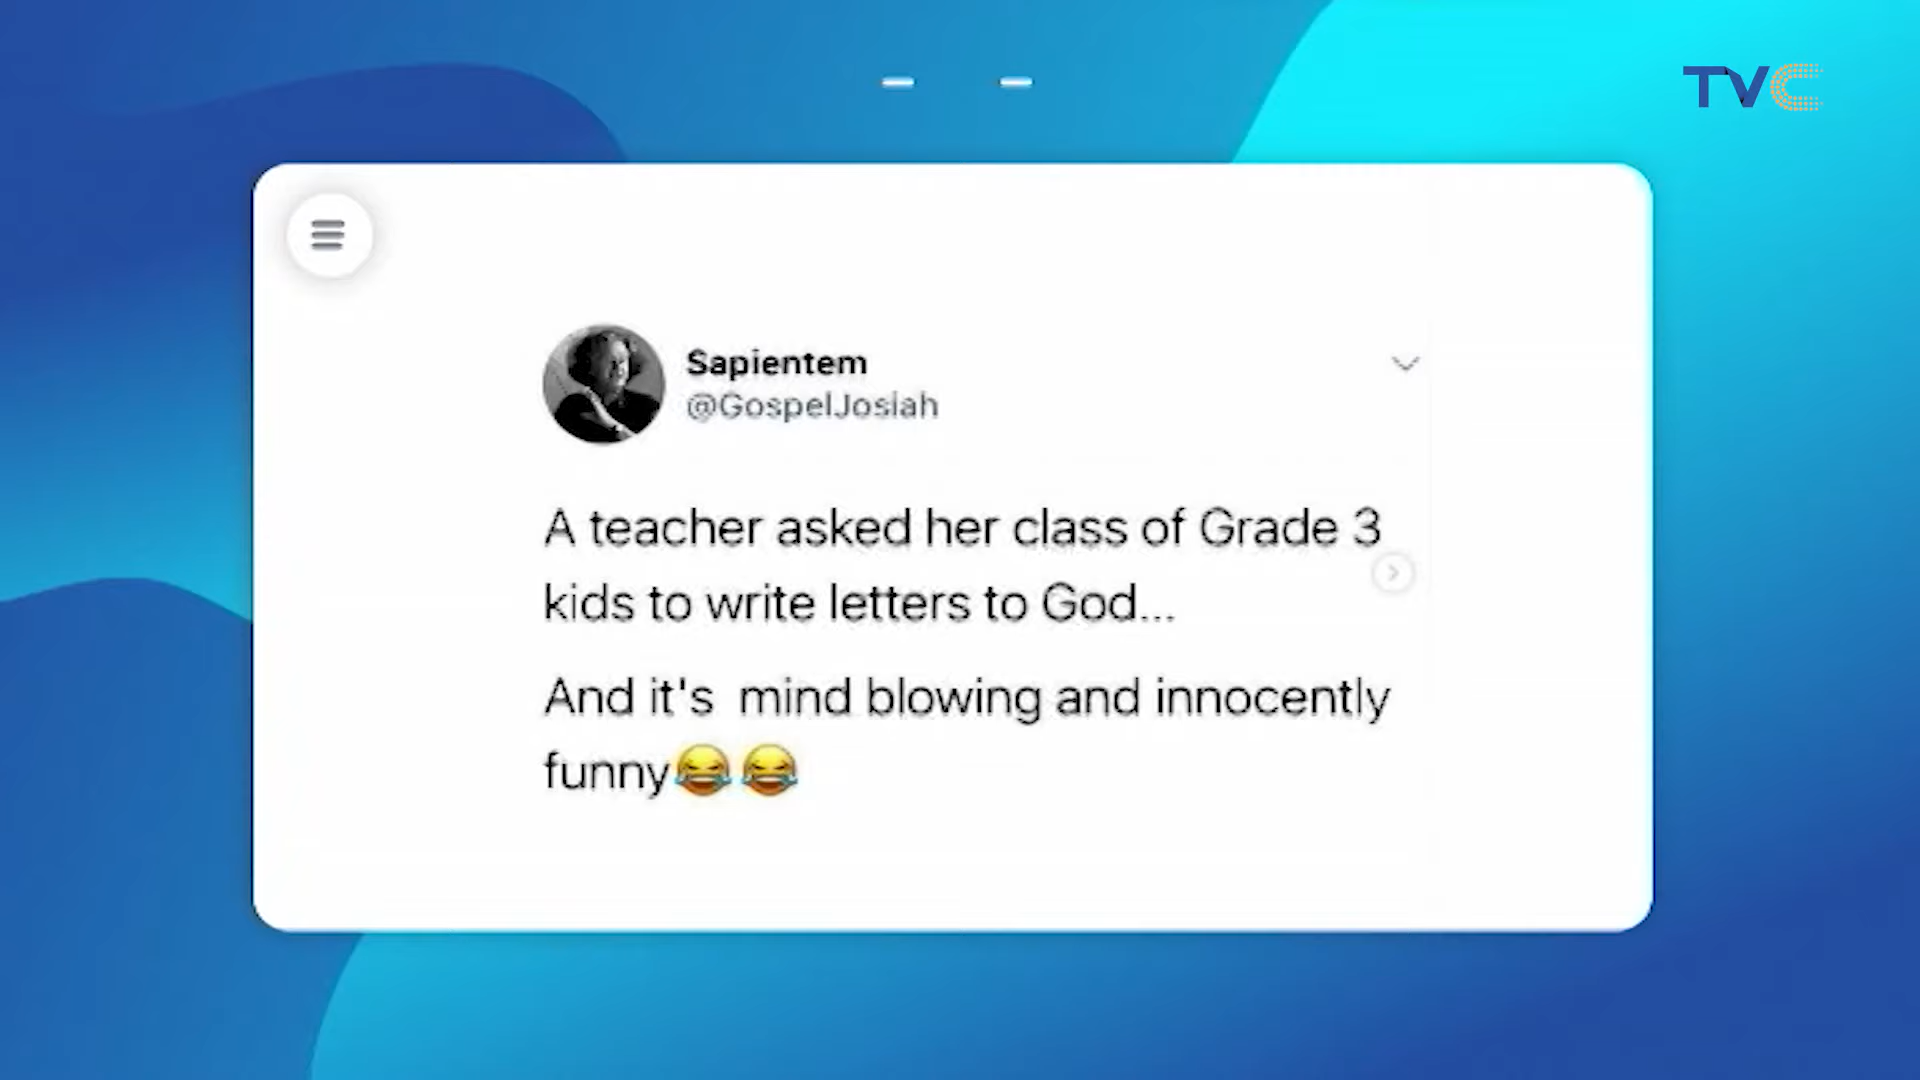 TVC
Sapientem
@GospelJosiah
A teacher asked her class of Grade 3
kids to write letters to God...
And it's mind blowing and innocently
funny😂😂